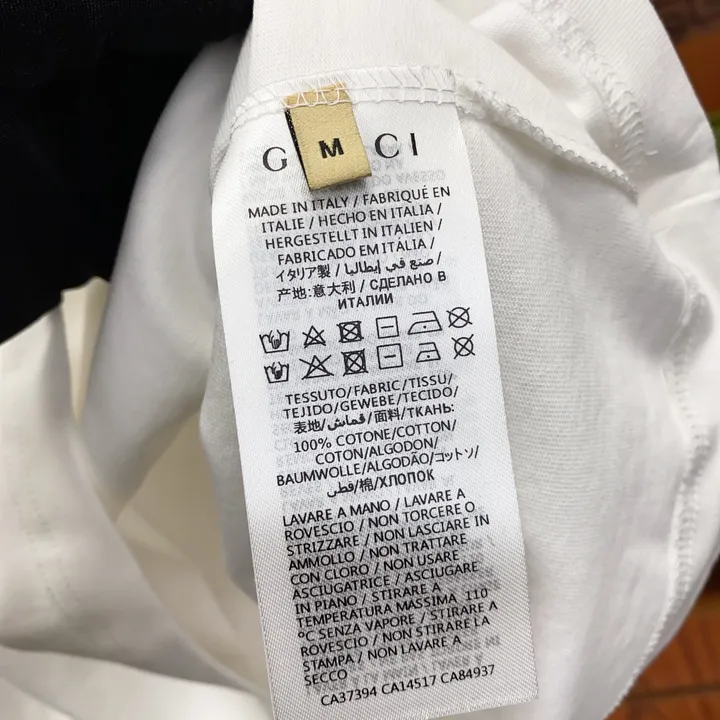 G M CI
MADE IN ITALY / FABRIQUÉ EN
ITALIE / HECHO EN ITALIA /
HERGESTELLT IN ITALIEN /
FABRICADO EM ITÁLIA /
イタリア製 / صنع في إيطاليا /
产地:意大利 / СДЕЛАНО В
ИТАЛИИ
TESSUTO/FABRIC/TISSU/
TEJIDO/GEWEBE/TECIDO/
表地/قماش/面料/ТКАНЬ:
100% COTONE/COTTON/
COTON/ALGODON/
BAUMWOLLE/ALGODÃO/コットン/
قطن/棉/ХЛОПОК
LAVARE A MANO / LAVARE A
ROVESCIO / NON TORCERE O
STRIZZARE / NON LASCIARE IN
AMMOLLO / NON TRATTARE
CON CLORO / NON USARE
ASCIUGATRICE / ASCIUGARE
IN PIANO / STIRARE A
TEMPERATURA MASSIMA 110
ºC SENZA VAPORE / STIRARE A
ROVESCIO / NON STIRARE LA
STAMPA / NON LAVARE A
SECCO
CA37394 CA14517 CA84937